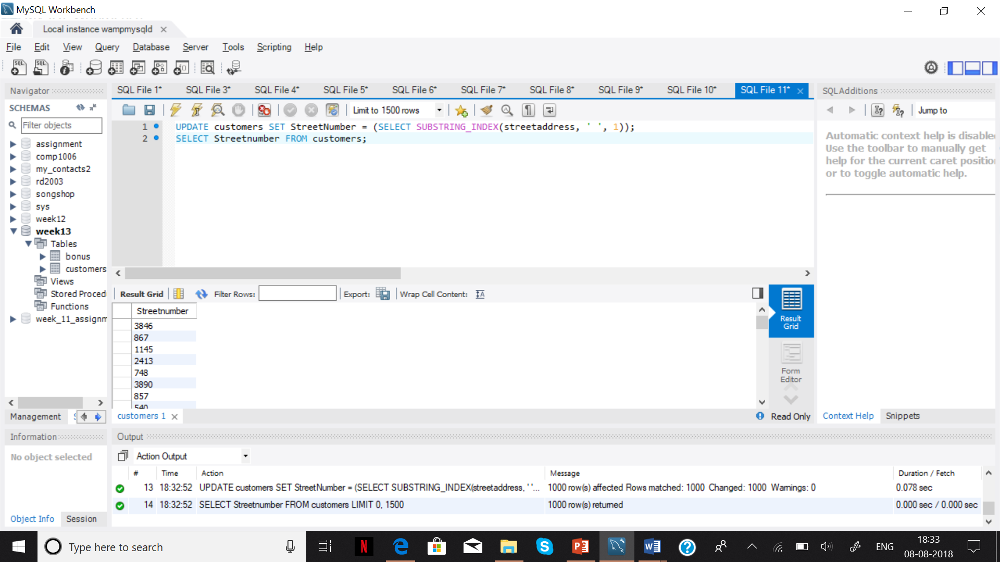 MySQL Workbench
Local instance wampmysqld
File Edit View Query Database Server Tools Scripting Help
Navigator
SCHEMAS
Filter objects
assignment
comp1006
my_contacts2
rd2003
songshop
sys
week12
week13
Tables
bonus
customers
Views
Stored Proced
Functions
week_11_assignm
Management
Information
No object selected
Object Info Session
SQL File 1* SQL File 3* SQL File 4* SQL File 5* SQL File 6* SQL File 7* SQL File 8* SQL File 9* SQL File 10* SQL File 11*
Limit to 1500 rows
1 UPDATE customers SET StreetNumber = (SELECT SUBSTRING_INDEX(streetaddress, ' ', 1));
2 SELECT Streetnumber FROM customers;
Result Grid Filter Rows: Export: Wrap Cell Content:
Streetnumber
3846
867
1145
2413
748
3890
857
540
Result
Grid
Form
Editor
customers 1
Read Only
SQLAdditions
Jump to
Automatic context help is disabled
Use the toolbar to manually get
help for the current caret position
or to toggle automatic help.
Context Help Snippets
Output
Action Output
# Time Action Message Duration / Fetch
13 18:32:52 UPDATE customers SET StreetNumber = (SELECT SUBSTRING_INDEX(streetaddress, ' '... 1000 row(s) affected Rows matched: 1000 Changed: 1000 Warnings: 0 0.078 sec
14 18:32:52 SELECT Streetnumber FROM customers LIMIT 0, 1500 1000 row(s) returned 0.000 sec / 0.000 sec
Type here to search
ENG
18:33
08-08-2018